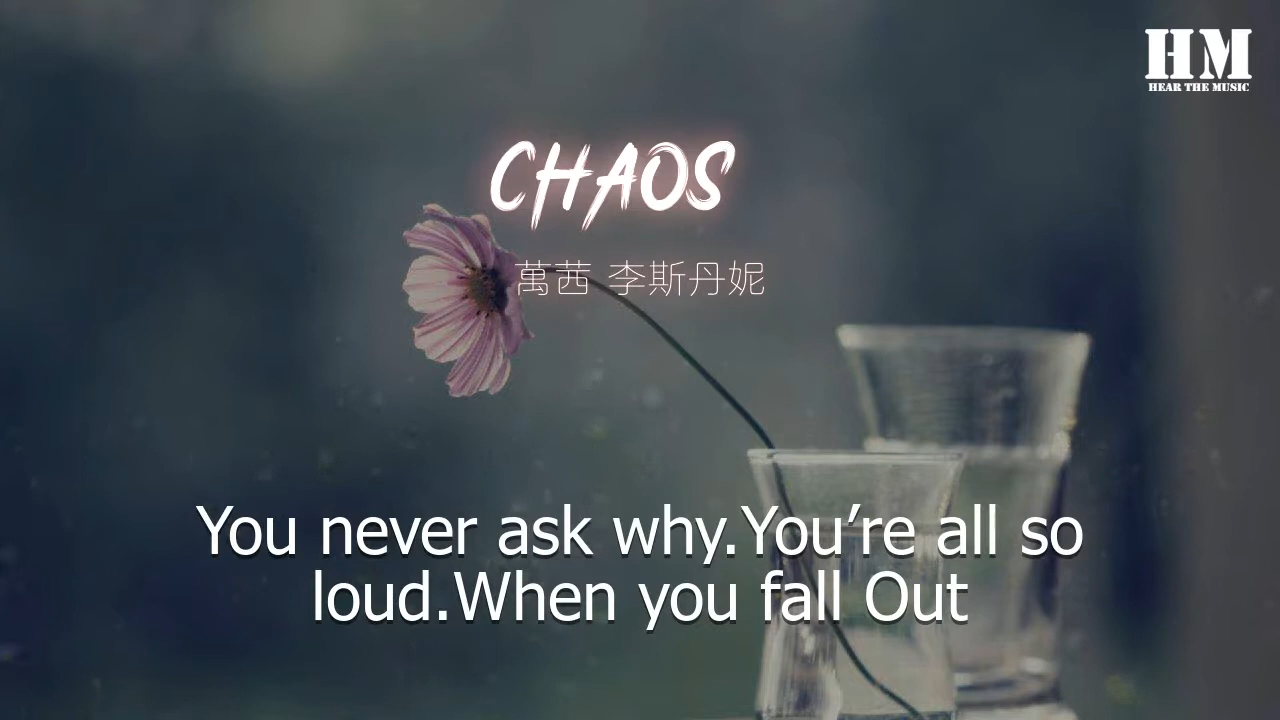 HM
HEAR THE MUSIC
CHAOS
萬茜 李斯丹妮
You never ask why.You’re all so
loud.When you fall Out